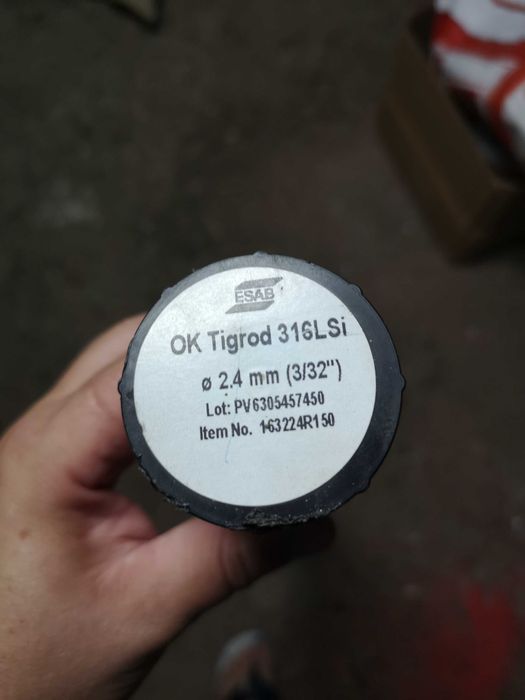 ESAB
OK Tigrod 316LSi
ø 2.4 mm (3/32")
Lot: PV6305457450
Item No. 163224R150